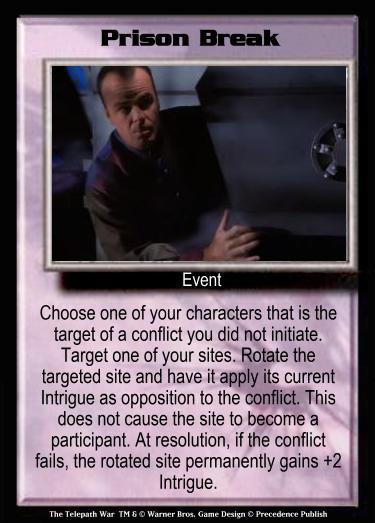 Prison Break
Event
Choose one of your characters that is the
target of a conflict you did not initiate.
Target one of your sites. Rotate the
targeted site and have it apply its current
Intrigue as opposition to the conflict. This
does not cause the site to become a
participant. At resolution, if the conflict
fails, the rotated site permanently gains +2
Intrigue.
The Telepath War TM & © Warner Bros. Game Design © Precedence Publish